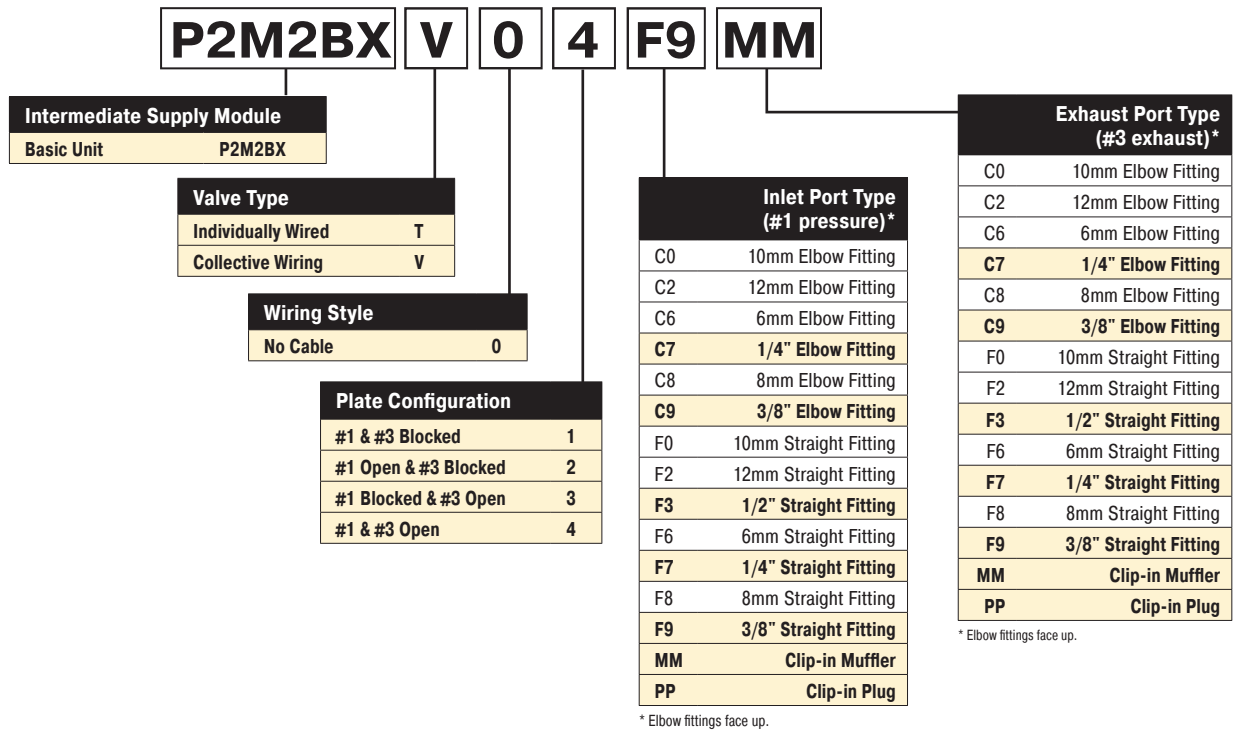 P2M2BX V 0 4 F9 MM
Intermediate Supply Module
Basic Unit P2M2BX
Valve Type
Individually Wired T
Collective Wiring V
Wiring Style
No Cable 0
Plate Configuration
#1 & #3 Blocked 1
#1 Open & #3 Blocked 2
#1 Blocked & #3 Open 3
#1 & #3 Open 4
Inlet Port Type
(#1 pressure)*
C0 10mm Elbow Fitting
C2 12mm Elbow Fitting
C6 6mm Elbow Fitting
C7 1/4" Elbow Fitting
C8 8mm Elbow Fitting
C9 3/8" Elbow Fitting
F0 10mm Straight Fitting
F2 12mm Straight Fitting
F3 1/2" Straight Fitting
F6 6mm Straight Fitting
F7 1/4" Straight Fitting
F8 8mm Straight Fitting
F9 3/8" Straight Fitting
MM Clip-in Muffler
PP Clip-in Plug
* Elbow fittings face up.
Exhaust Port Type
(#3 exhaust)*
C0 10mm Elbow Fitting
C2 12mm Elbow Fitting
C6 6mm Elbow Fitting
C7 1/4" Elbow Fitting
C8 8mm Elbow Fitting
C9 3/8" Elbow Fitting
F0 10mm Straight Fitting
F2 12mm Straight Fitting
F3 1/2" Straight Fitting
F6 6mm Straight Fitting
F7 1/4" Straight Fitting
F8 8mm Straight Fitting
F9 3/8" Straight Fitting
MM Clip-in Muffler
PP Clip-in Plug
* Elbow fittings face up.